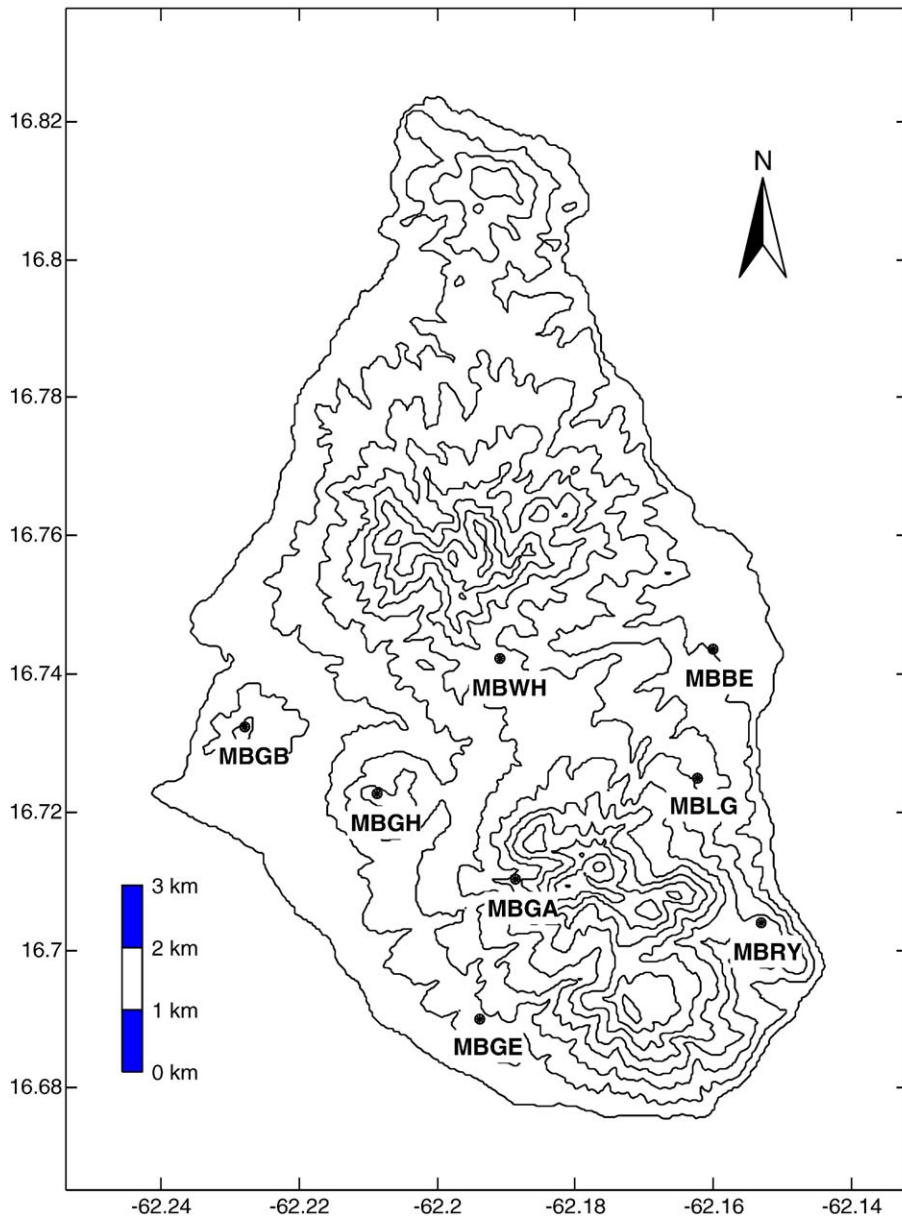 16.82
N
16.8
16.78
16.76
16.74
MBWH
MBBE
MBGB
16.72
MBGH
MBLG
3 km
MBGA
16.7
2 km
MBRY
1 km
MBGE
16.68
0 km
-62.24
-62.22
-62.2
-62.18
-62.16
-62.14